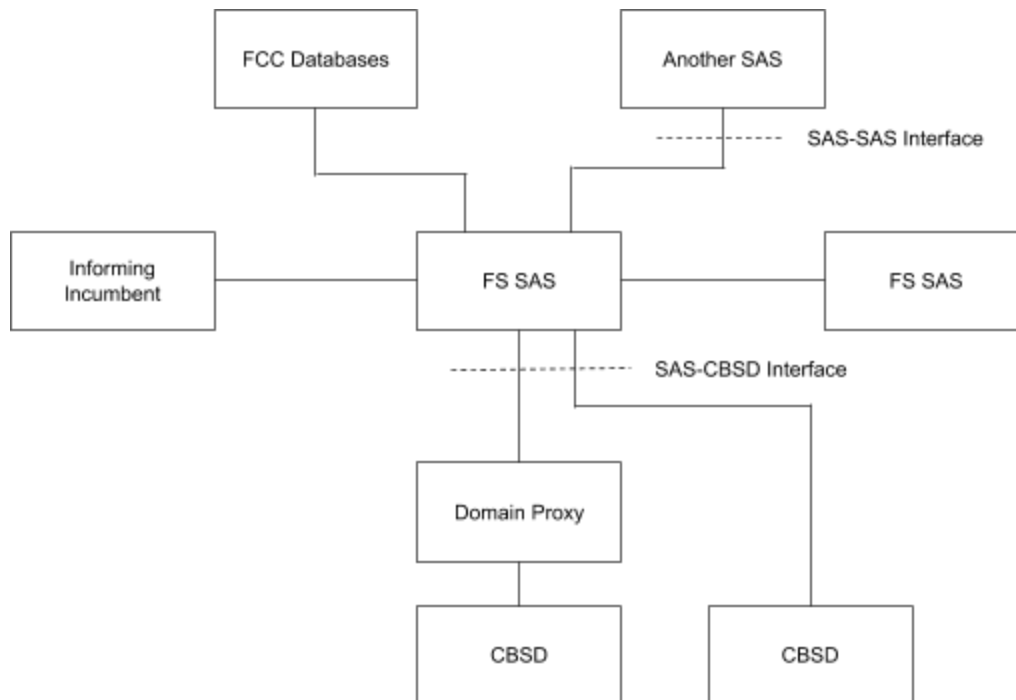 FCC Databases
Another SAS
SAS-SAS Interface
Informing
Incumbent
FS SAS
FS SAS
SAS-CBSD Interface
Domain Proxy
CBSD
CBSD